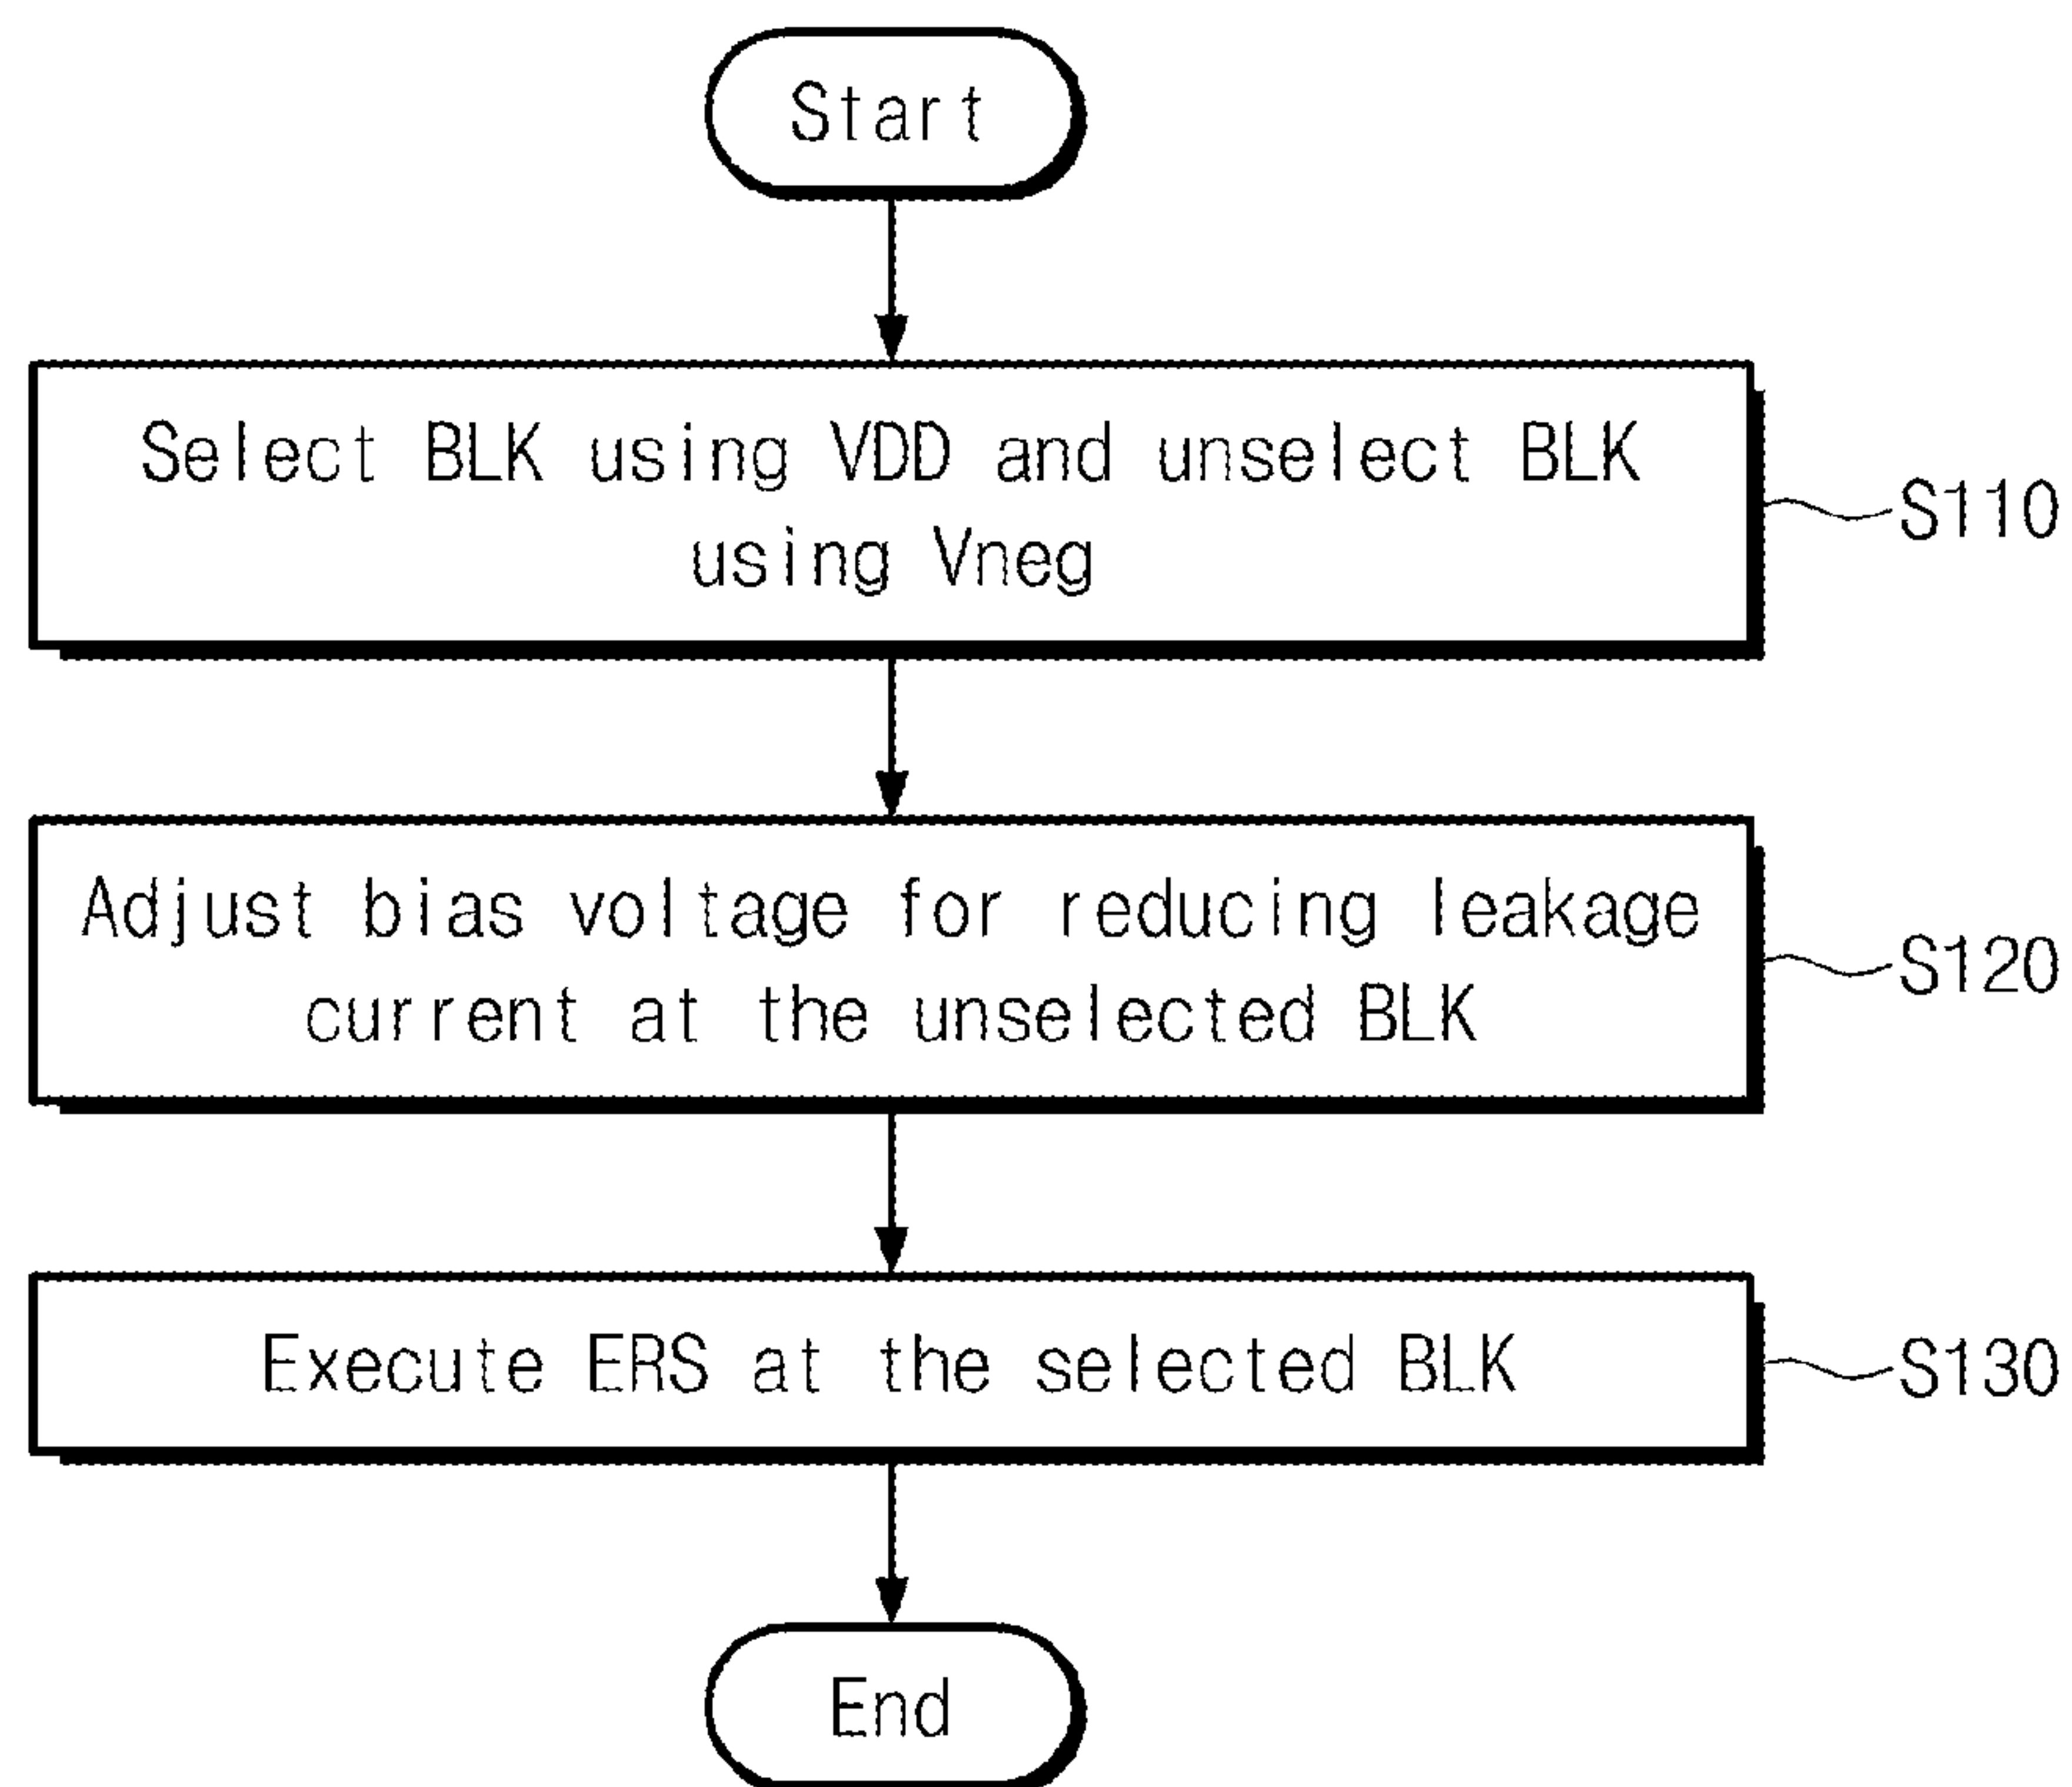 Start
Select BLK using VDD and unselect BLK
using Vneg
S110
Adjust bias voltage for reducing leakage
current at the unselected BLK
S120
Execute ERS at the selected BLK
S130
End